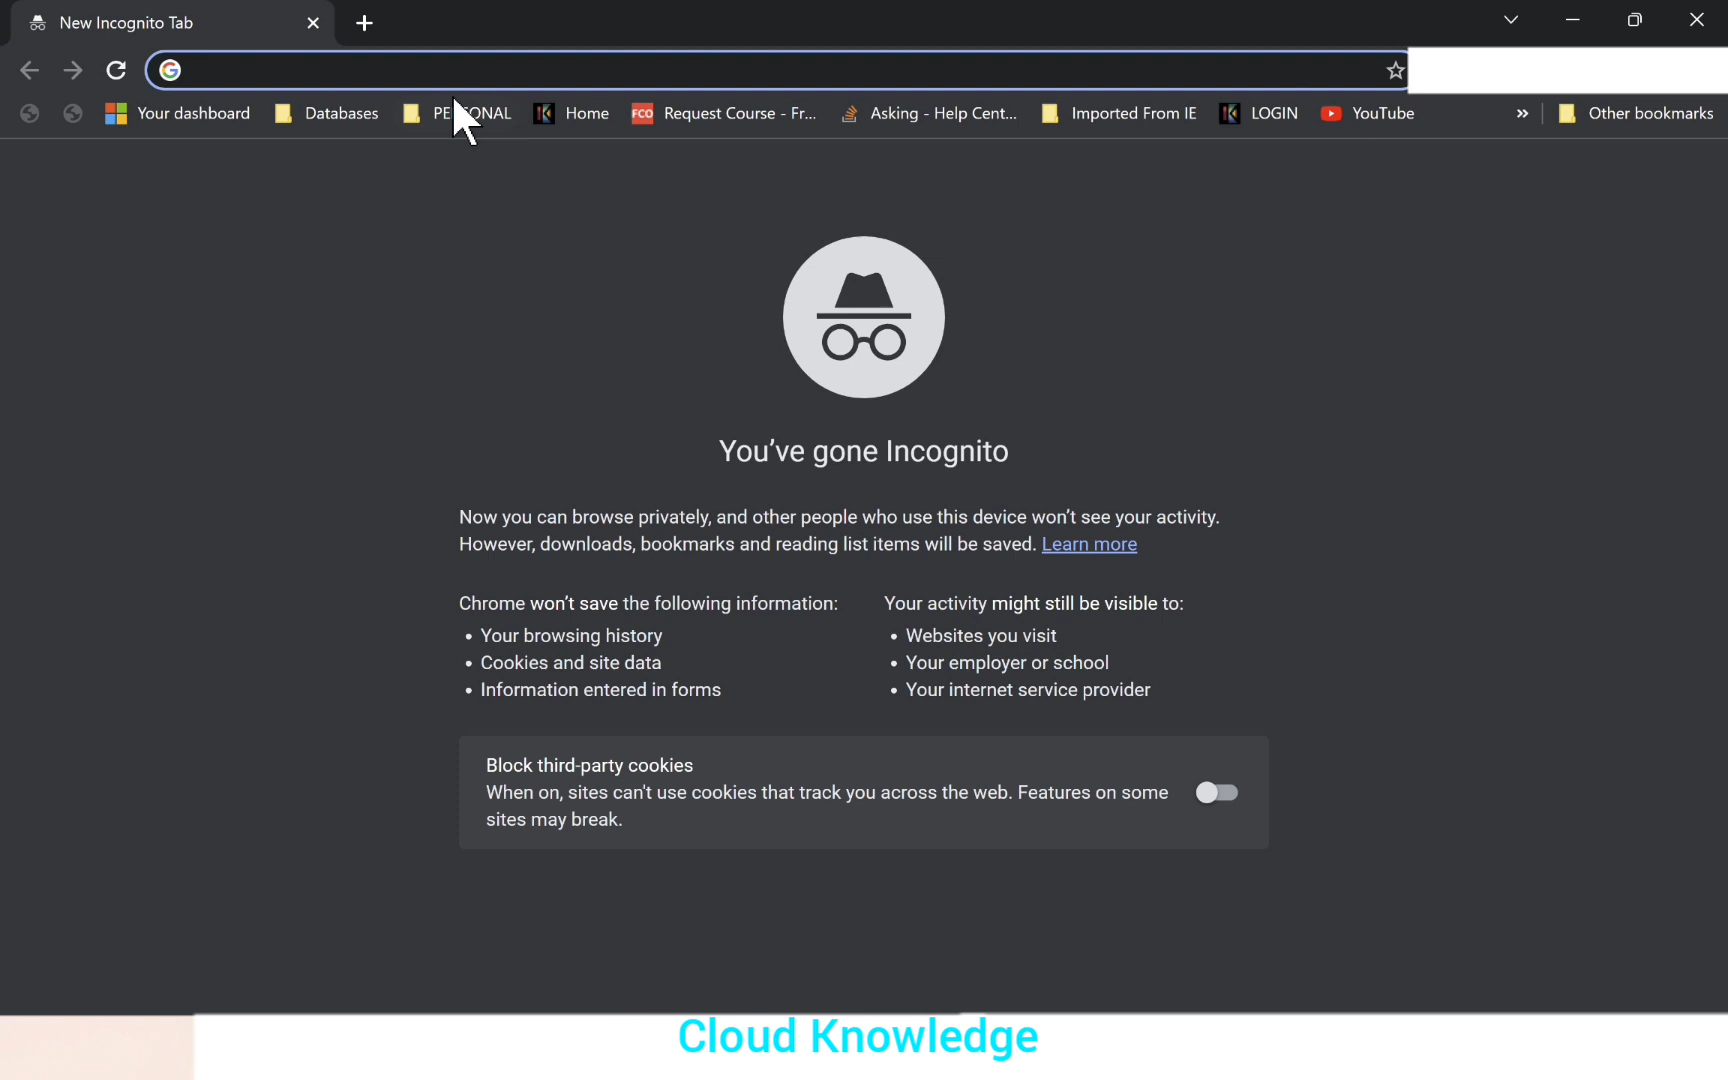 New Incognito Tab
Your dashboard
Databases
Home
FCO
Request Course - Fr...
Asking - Help Cent...
Imported From IE
LOGIN
YouTube
Other bookmarks
You've gone Incognito
Now you can browse privately, and other people who use this device won't see your activity.
However, downloads, bookmarks and reading list items will be saved. Learn more
Chrome won't save the following information:
Your browsing history
Cookies and site data
Information entered in forms
Your activity might still be visible to:
Websites you visit
Your employer or school
Your internet service provider
Block third-party cookies
When on, sites can't use cookies that track you across the web. Features on some
sites may break.
Cloud Knowledge